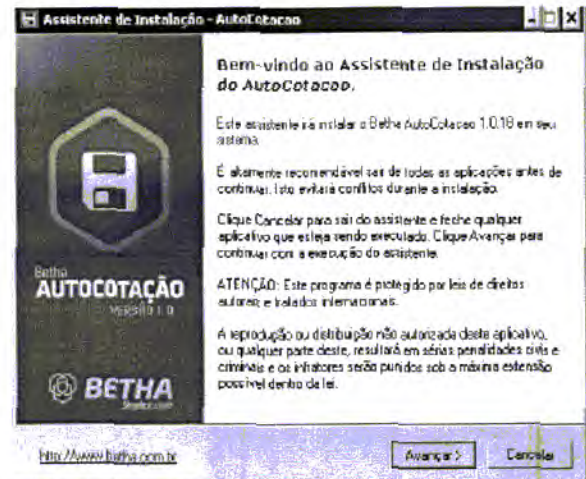 Assistente de Instalação - AutoCotacao
Bem-vindo ao Assistente de Instalação
do AutoCotacao.
Este assistente irá instalar o Betha AutoCotacao 1.0.18 em seu
sistema.
É altamente recomendável sair de todas as aplicações antes de
continuar. Isto evitará conflitos durante a instalação.
Clique Cancelar para sair do assistente e feche qualquer
aplicativo que esteja sendo executado. Clique Avançar para
continuar com a execução do assistente.
ATENÇÃO: Este programa é protegido por leis de direitos
autorais e tratados internacionais.
A reprodução ou distribuição não autorizada deste aplicativo,
ou qualquer parte deste, resultará em sérias penalidades civis e
criminais e os infratores serão punidos sob a máxima extensão
possível dentro da lei.
Betha
AUTOCOTAÇÃO
VERSÃO 1.0
BETHA
http://www.betha.com.br
Avançar >
Cancelar